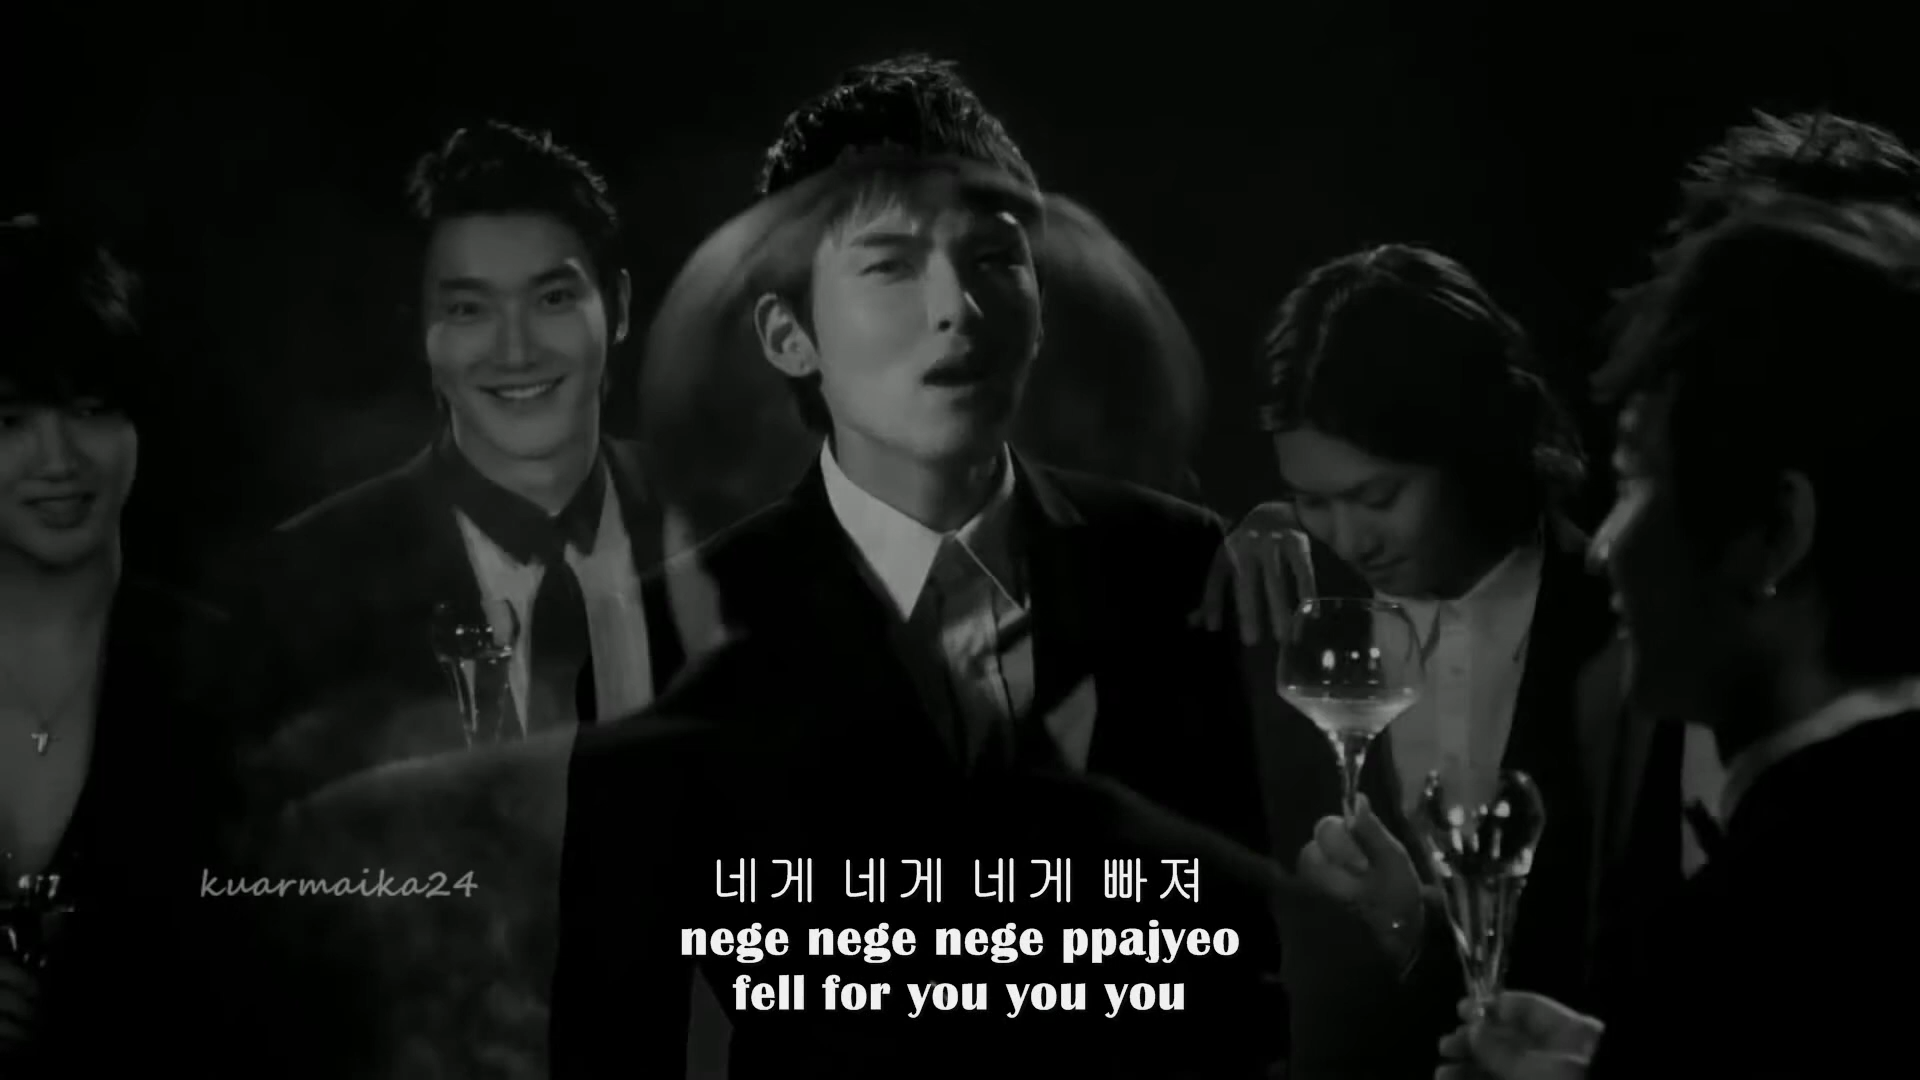 네게 네게 네게 빠져
kuarmaika24
nege nege nege ppajyeo
fell for you you you